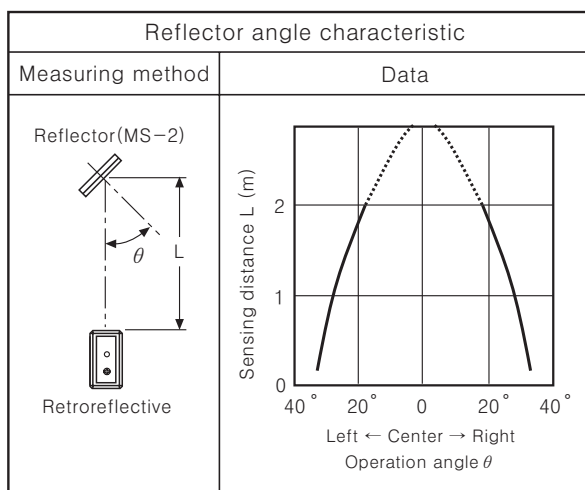 Reflector angle characteristic
Measuring method
Data
Reflector(MS-2)
θ
L
Retroreflective
Sensing distance L (m)
2
1
0
40° 20° 0 20° 40°
Left ← Center → Right
Operation angle θ